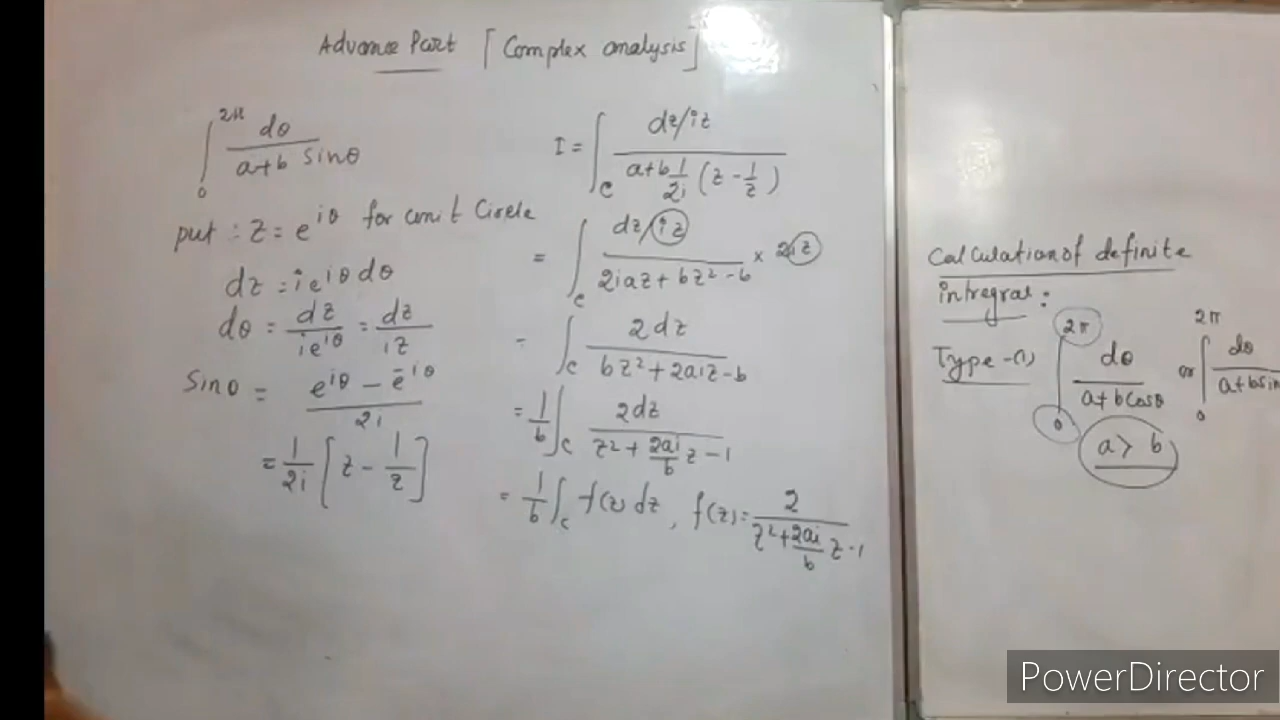 Advance Part [Complex analysis]
∫₀^2π dθ / (a+b sinθ)
put : z = e^iθ for unit Circle
dz = i e^iθ dθ
dθ = dz / (i e^iθ) = dz / (iz)
Sinθ = (e^iθ - e^-iθ) / 2i
= 1/2i [z - 1/z]
I = ∫_C (dz/iz) / (a+b 1/2i (z - 1/z))
= ∫_C (dz/iz) / (2iaz + bz² - b) × 2iz
= ∫_C 2dz / (bz² + 2aiz - b)
= 1/b ∫_C 2dz / (z² + 2ai/b z - 1)
= 1/b ∫_C f(z) dz , f(z) = 2 / (z² + 2ai/b z - 1)
Calculation of definite
intregral :
Type -(1) ∫₀^2π dθ / (a+b cosθ) or ∫₀^2π dθ / (a+b sin
a > b
PowerDirector